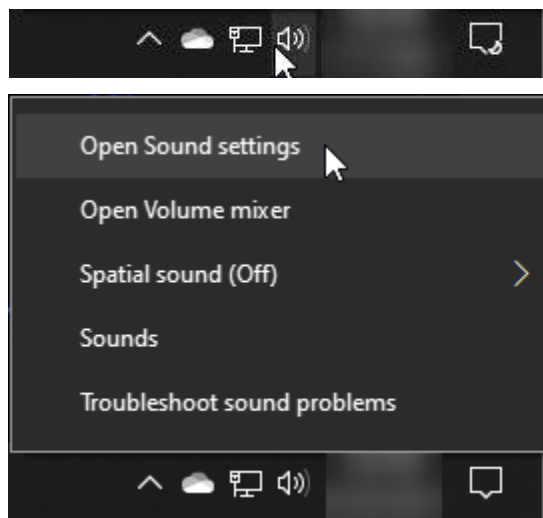 Open Sound settings
Open Volume mixer
Spatial sound (Off)
Sounds
Troubleshoot sound problems